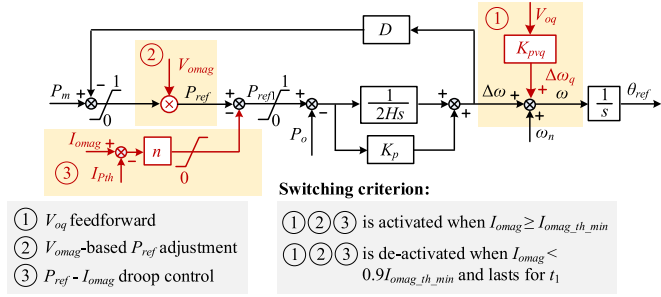 ① V_oq
D
② V_omag
K_pvq
− 1 + Δω_q
P_m + P_ref + P_ref1 1 + 1/2Hs + Δω + ω 1/s θ_ref
0 − 0 − + + +
I_omag + n P_o K_p ω_n
− 0
③ I_Pth
Switching criterion:
① V_oq feedforward
② V_omag-based P_ref adjustment
③ P_ref - I_omag droop control
① ② ③ is activated when I_omag ≥ I_omag_th_min
① ② ③ is de-activated when I_omag <
0.9I_omag_th_min and lasts for t_1